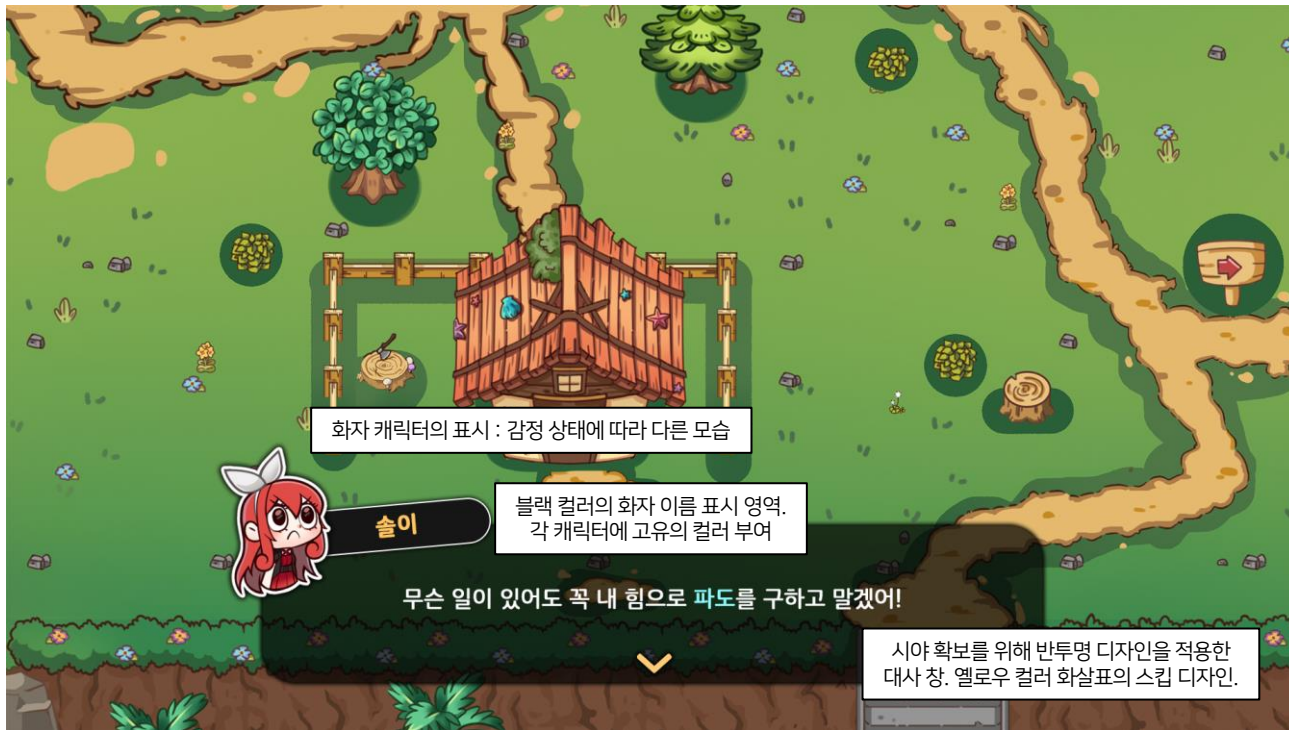 화자 캐릭터의 표시 : 감정 상태에 따라 다른 모습
블랙 컬러의 화자 이름 표시 영역.
각 캐릭터에 고유의 컬러 부여
솔이
무슨 일이 있어도 꼭 내 힘으로 파도를 구하고 말겠어!
시야 확보를 위해 반투명 디자인을 적용한
대사 창. 옐로우 컬러 화살표의 스킵 디자인.